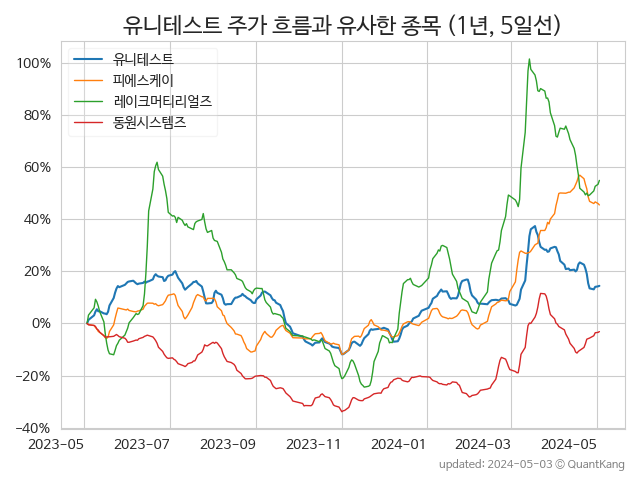 유니테스트 주가 흐름과 유사한 종목 (1년, 5일선)
유니테스트
피에스케이
레이크머티리얼즈
동원시스템즈
100%
80%
60%
40%
20%
0%
−20%
−40%
2023-05 2023-07 2023-09 2023-11 2024-01 2024-03 2024-05
updated: 2024-05-03 © QuantKang